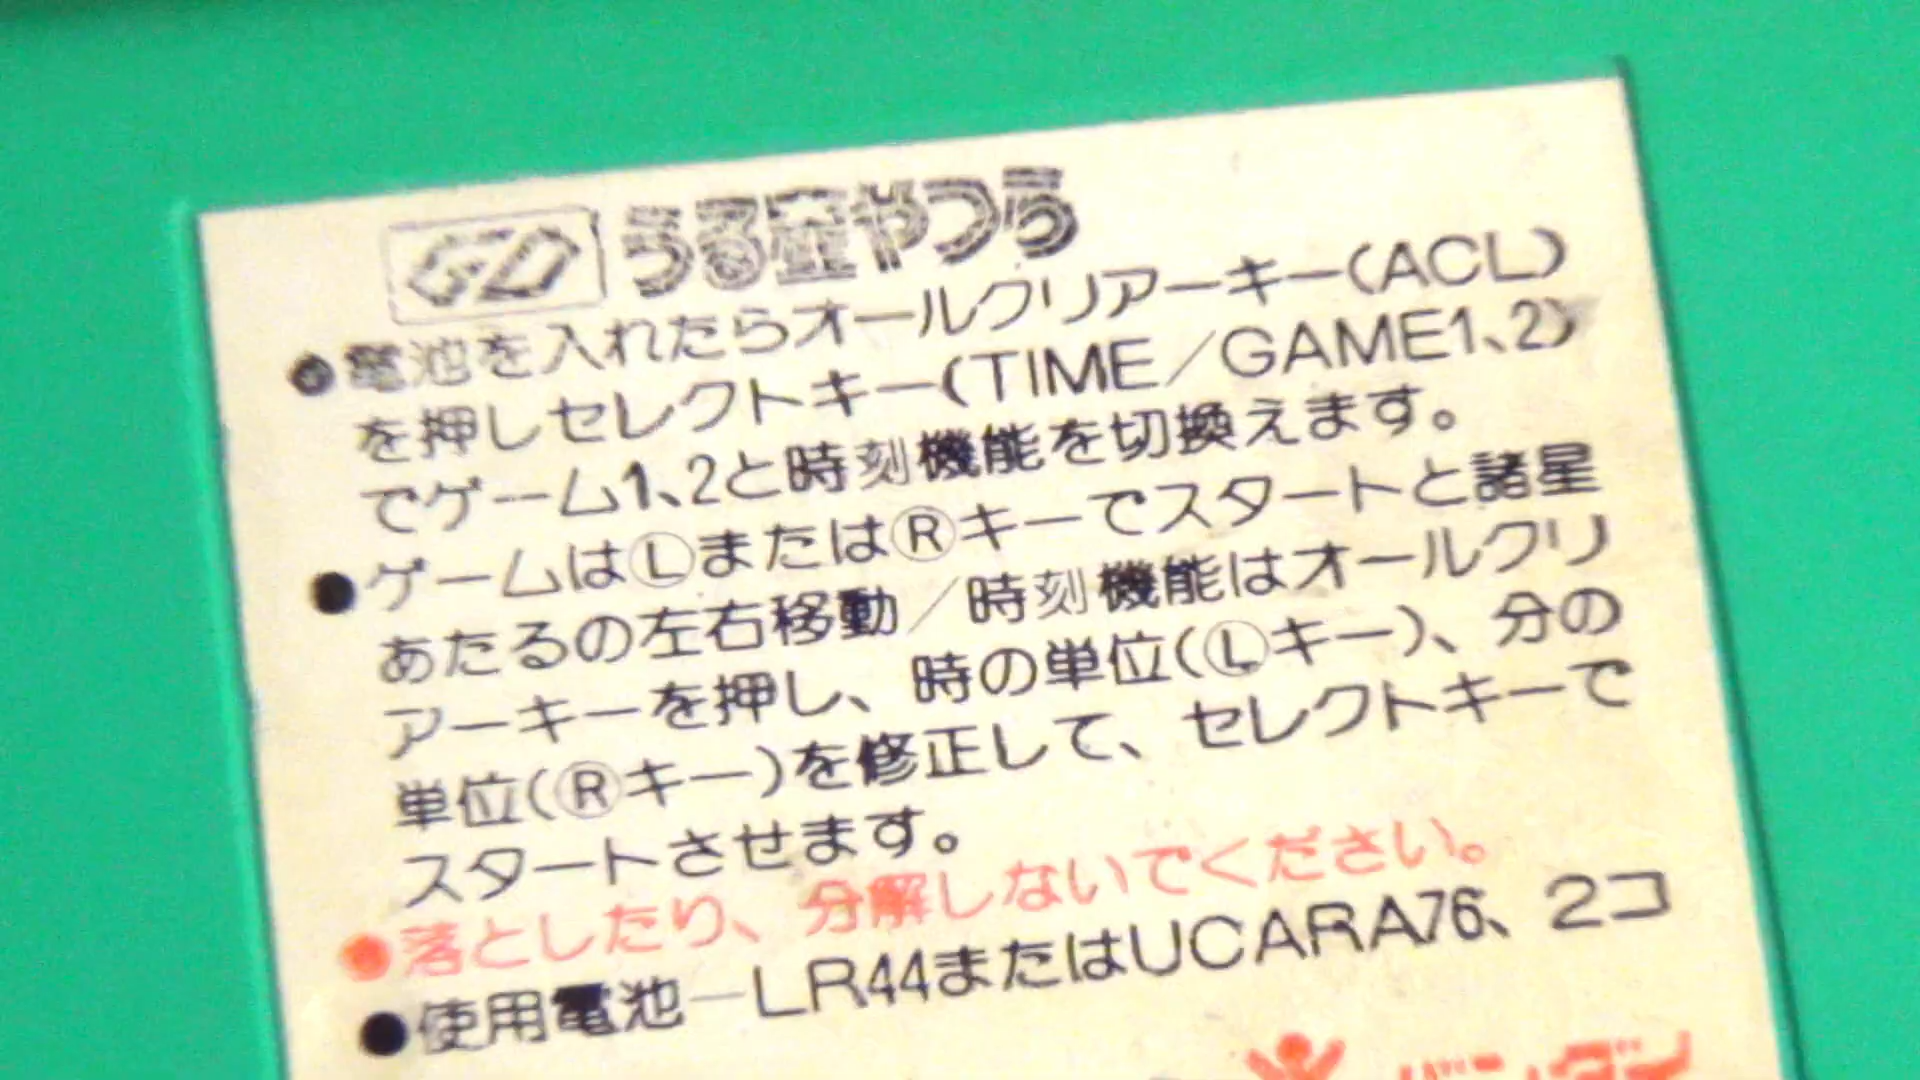 GD うる星やつら
●電池を入れたらオールクリアーキー(ACL)
を押しセレクトキー(TIME/GAME1、2)
でゲーム1、2と時刻機能を切換えます。
●ゲームはⓁまたはⓇキーでスタートと諸星
あたるの左右移動/時刻機能はオールクリ
アーキーを押し、時の単位(Ⓛキー)、分の
単位(Ⓡキー)を修正して、セレクトキーで
スタートさせます。
●落としたり、分解しないでください。
●使用電池—LR44またはUCARA76、2コ
バンダイ